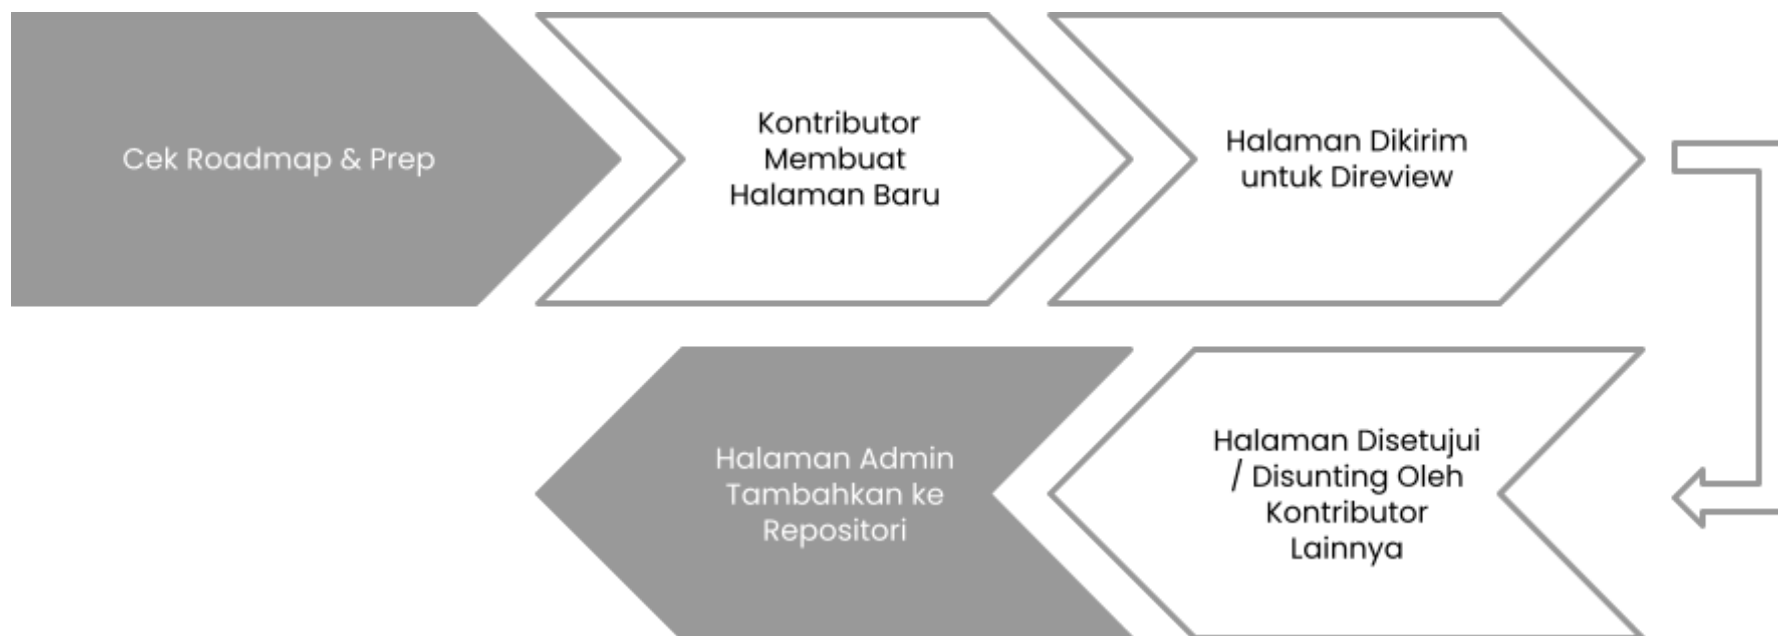 Cek Roadmap & Prep
Kontributor
Membuat
Halaman Baru
Halaman Dikirim
untuk Direview
Halaman Disetujui
/ Disunting Oleh
Kontributor
Lainnya
Halaman Admin
Tambahkan ke
Repositori